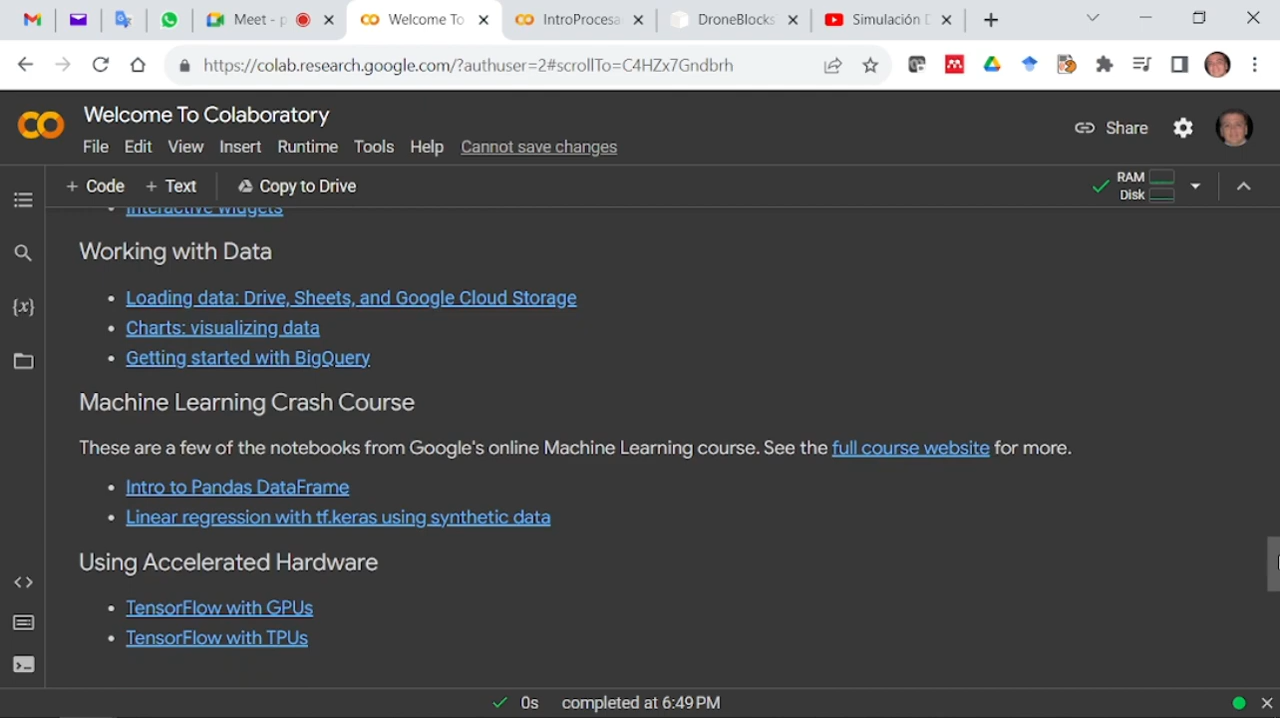 Meet - p
Welcome To
IntroProcesa
DroneBlocks
Simulación D
https://colab.research.google.com/?authuser=2#scrollTo=C4HZx7Gndbrh
Welcome To Colaboratory
File Edit View Insert Runtime Tools Help Cannot save changes
Share
+ Code + Text Copy to Drive
RAM
Disk
Interactive widgets
Working with Data
• Loading data: Drive, Sheets, and Google Cloud Storage
• Charts: visualizing data
• Getting started with BigQuery
Machine Learning Crash Course
These are a few of the notebooks from Google's online Machine Learning course. See the full course website for more.
• Intro to Pandas DataFrame
• Linear regression with tf.keras using synthetic data
Using Accelerated Hardware
• TensorFlow with GPUs
• TensorFlow with TPUs
0s completed at 6:49 PM